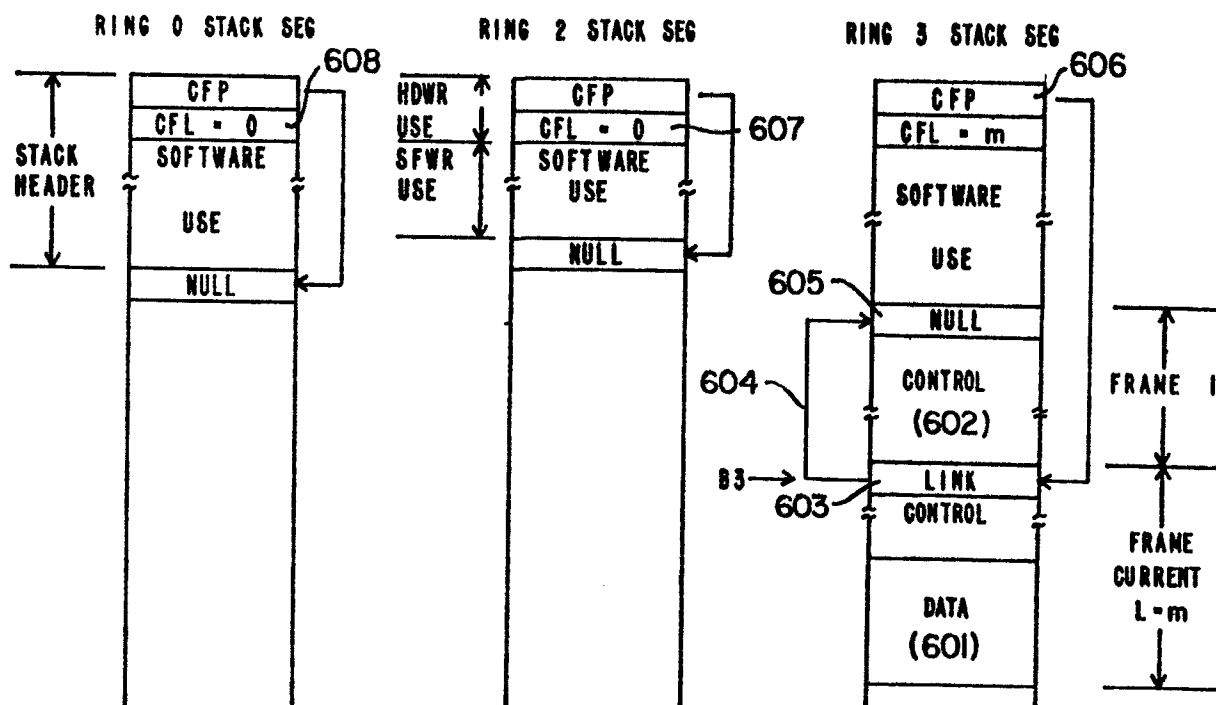 RING 0 STACK SEG
608
CFP
CFL = 0
SOFTWARE
USE
NULL
STACK
HEADER
RING 2 STACK SEG
HDWR
USE
SFWR
USE
CFP
CFL = 0
607
SOFTWARE
USE
NULL
RING 3 STACK SEG
606
CFP
CFL = m
SOFTWARE
USE
605
NULL
604
CONTROL
(602)
FRAME 1
B3
LINK
603
CONTROL
FRAME
CURRENT
L=m
DATA
(601)